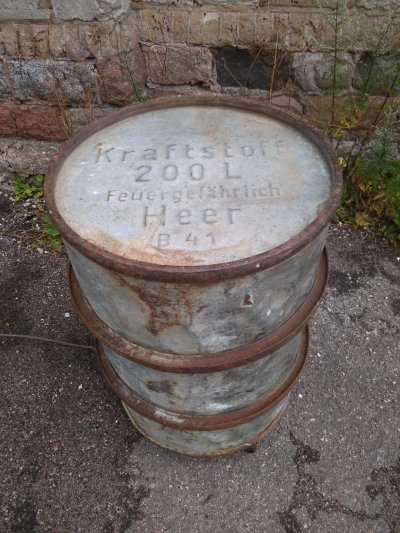 Kraftstoff
200 L
Feuergefährlich
Heer
B 41